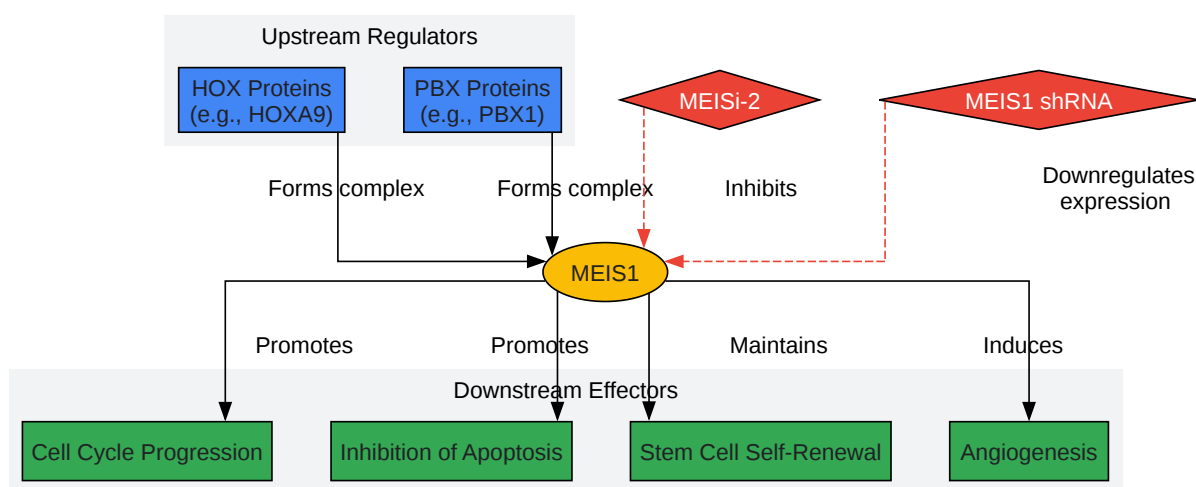 Upstream Regulators
HOX Proteins
(e.g., HOXA9)
PBX Proteins
(e.g., PBX1)
MEISi-2
MEIS1 shRNA
Forms complex
Forms complex
Inhibits
Downregulates
expression
MEIS1
Promotes
Promotes
Maintains
Induces
Downstream Effectors
Cell Cycle Progression
Inhibition of Apoptosis
Stem Cell Self-Renewal
Angiogenesis